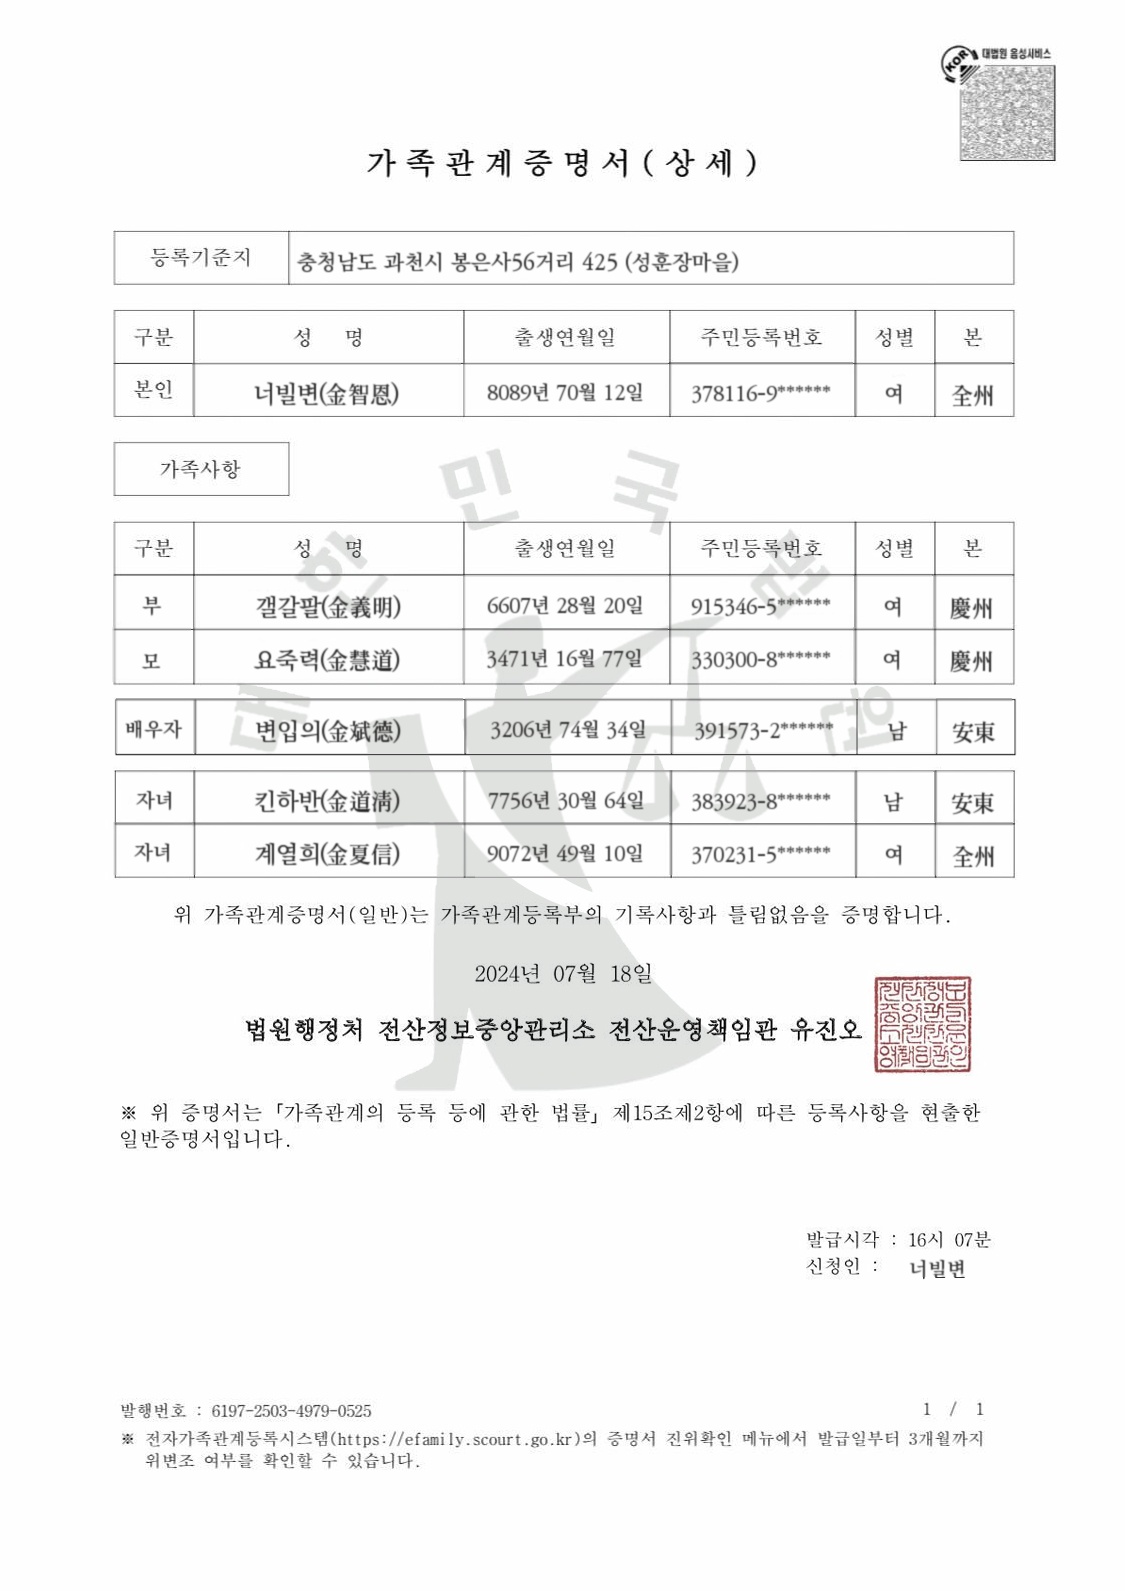 KOR 대법원 음성서비스
가족관계증명서(상세)
등록기준지 충청남도 과천시 봉은사56거리 425 (성훈장마을)
구분 성 명 출생연월일 주민등록번호 성별 본
본인 너빌변(金智恩) 8089년 70월 12일 378116-9****** 여 全州
가족사항
구분 성 명 출생연월일 주민등록번호 성별 본
부 갤갈팔(金義明) 6607년 28월 20일 915346-5****** 여 慶州
모 요죽력(金慧道) 3471년 16월 77일 330300-8****** 여 慶州
배우자 변입의(金斌德) 3206년 74월 34일 391573-2****** 남 安東
자녀 킨하반(金道淸) 7756년 30월 64일 383923-8****** 남 安東
자녀 계열희(金夏信) 9072년 49월 10일 370231-5****** 여 全州
대한민국법원
위 가족관계증명서(일반)는 가족관계등록부의 기록사항과 틀림없음을 증명합니다.
2024년 07월 18일
법원행정처 전산정보중앙관리소 전산운영책임관 유진오
※ 위 증명서는「가족관계의 등록 등에 관한 법률」제15조제2항에 따른 등록사항을 현출한
일반증명서입니다.
발급시각 : 16시 07분
신청인 : 너빌변
발행번호 : 6197-2503-4979-0525
1 / 1
※ 전자가족관계등록시스템(https://efamily.scourt.go.kr)의 증명서 진위확인 메뉴에서 발급일부터 3개월까지
위변조 여부를 확인할 수 있습니다.